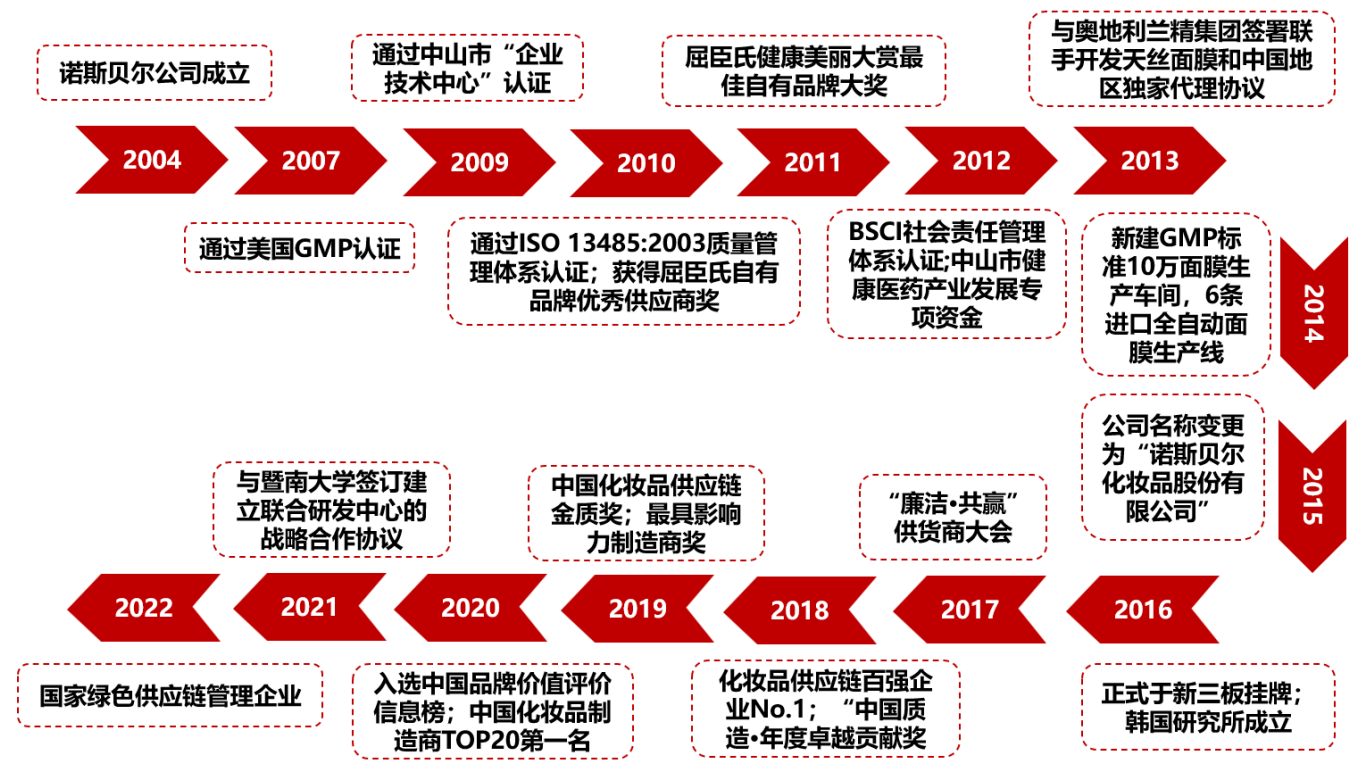 诺斯贝尔公司成立
通过中山市“企业
技术中心”认证
屈臣氏健康美丽大赏最
佳自有品牌大奖
与奥地利兰精集团签署联
手开发天丝面膜和中国地
区独家代理协议
2004
2007
2009
2010
2011
2012
2013
通过美国GMP认证
通过ISO 13485:2003质量管
理体系认证；获得屈臣氏自有
品牌优秀供应商奖
BSCI社会责任管理
体系认证;中山市健
康医药产业发展专
项资金
新建GMP标
准10万面膜生
产车间，6条
进口全自动面
膜生产线
2014
公司名称变更
为“诺斯贝尔
化妆品股份有
限公司”
2015
与暨南大学签订建
立联合研发中心的
战略合作协议
中国化妆品供应链
金质奖；最具影响
力制造商奖
“廉洁·共赢”
供货商大会
2022
2021
2020
2019
2018
2017
2016
国家绿色供应链管理企业
入选中国品牌价值评价
信息榜；中国化妆品制
造商TOP20第一名
化妆品供应链百强企
业No.1；“中国质
造·年度卓越贡献奖
正式于新三板挂牌；
韩国研究所成立